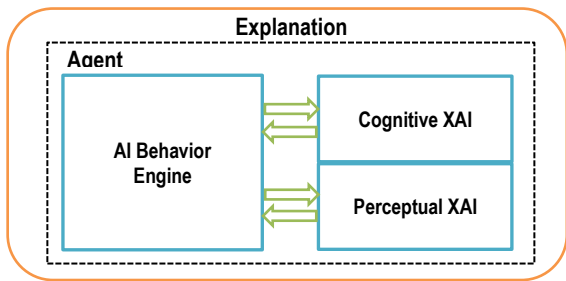 Explanation
Agent
AI Behavior
Engine
Cognitive XAI
Perceptual XAI